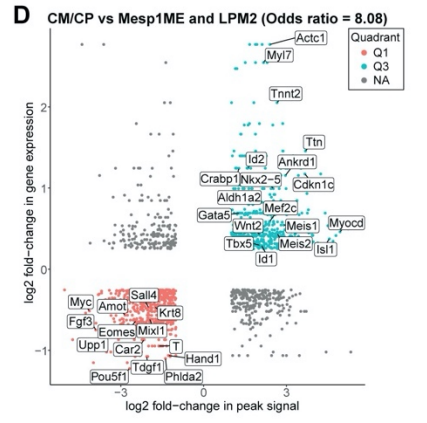 D CM/CP vs Mesp1ME and LPM2 (Odds ratio = 8.08)
Quadrant
Q1
Q3
NA
Actc1
Myl7
Tnnt2
Ttn
Id2
Ankrd1
Crabp1
Nkx2−5
Cdkn1c
Aldh1a2
Mef2c
Gata5
Wnt2
Meis1
Myocd
Tbx5
Meis2
Isl1
Id1
Myc
Amot
Sall4
Krt8
Fgf3
Eomes
Mixl1
Upp1
Car2
T
Hand1
Tdgf1
Pou5f1
Phlda2
2
1
0
−1
−3
0
3
log2 fold−change in gene expression
log2 fold−change in peak signal